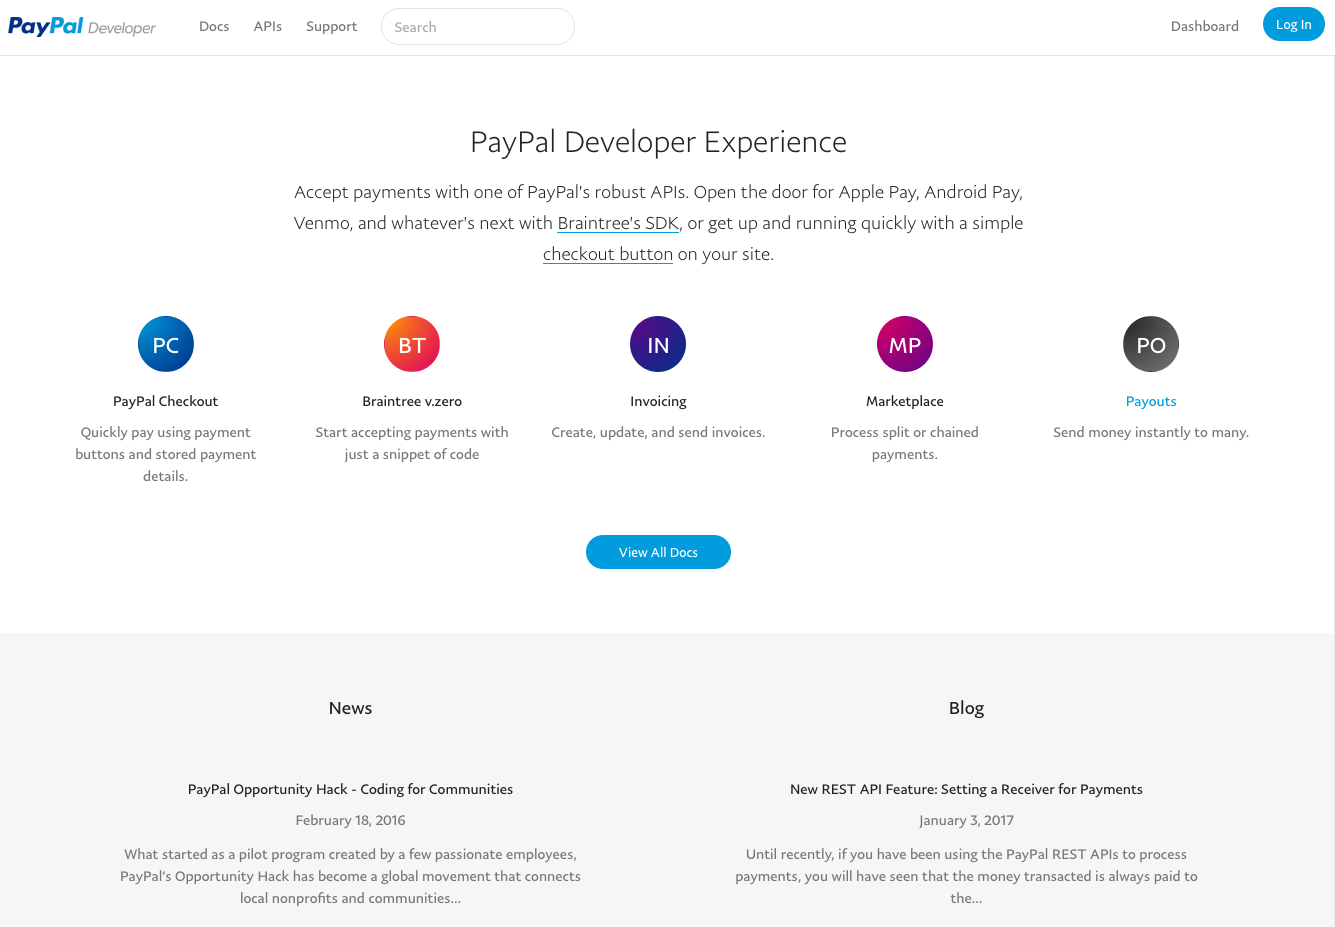 PayPal Developer
Docs
APIs
Support
Search
Dashboard
Log In
PayPal Developer Experience
Accept payments with one of PayPal's robust APIs. Open the door for Apple Pay, Android Pay,
Venmo, and whatever's next with Braintree's SDK, or get up and running quickly with a simple
checkout button on your site.
PC
PayPal Checkout
Quickly pay using payment
buttons and stored payment
details.
BT
Braintree v.zero
Start accepting payments with
just a snippet of code
IN
Invoicing
Create, update, and send invoices.
MP
Marketplace
Process split or chained
payments.
PO
Payouts
Send money instantly to many.
View All Docs
News
PayPal Opportunity Hack - Coding for Communities
February 18, 2016
What started as a pilot program created by a few passionate employees,
PayPal's Opportunity Hack has become a global movement that connects
local nonprofits and communities...
Blog
New REST API Feature: Setting a Receiver for Payments
January 3, 2017
Until recently, if you have been using the PayPal REST APIs to process
payments, you will have seen that the money transacted is always paid to
the...